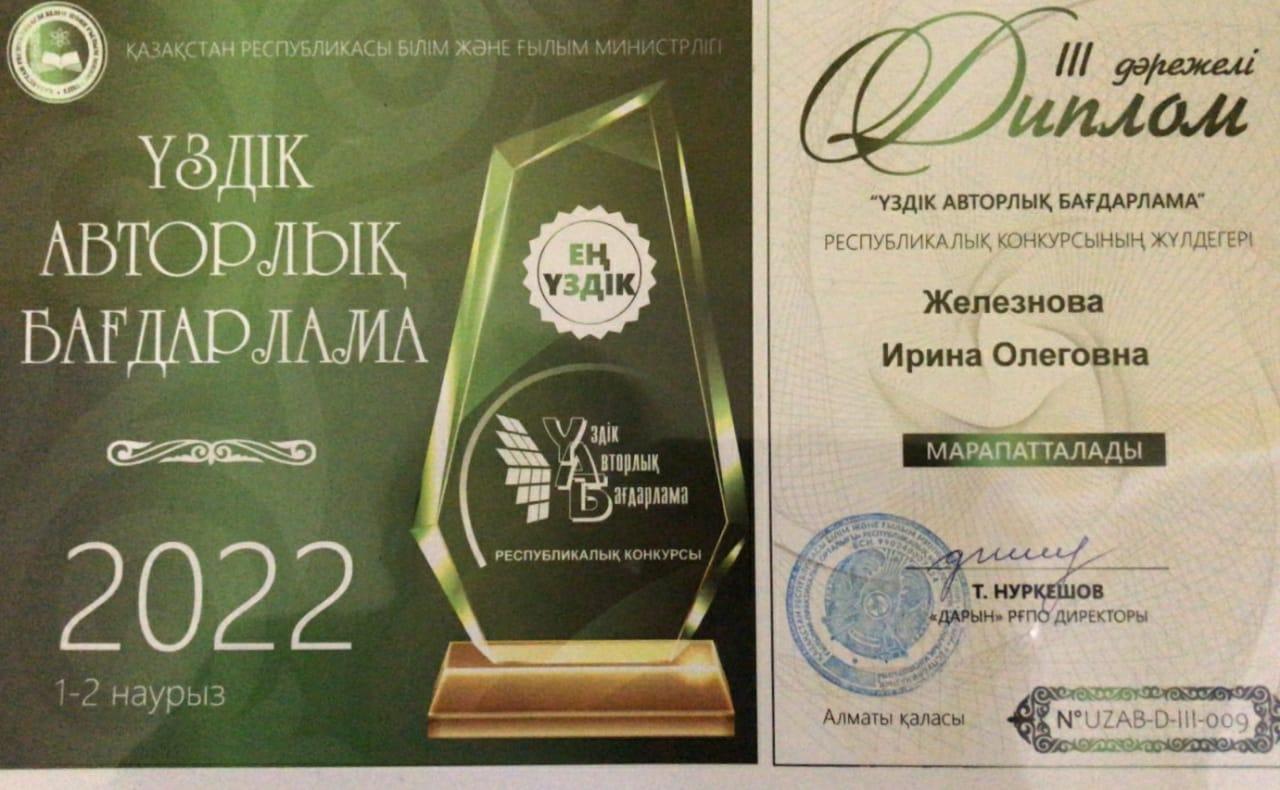 ҚАЗАҚСТАН РЕСПУБЛИКАСЫ БІЛІМ ЖӘНЕ ҒЫЛЫМ МИНИСТРЛІГІ
ҮЗДІК
АВТОРЛЫҚ
БАҒДАРЛАМА
2022
1-2 наурыз
ЕҢ
ҮЗДІК
Үздік
Авторлық
Бағдарлама
РЕСПУБЛИКАЛЫҚ КОНКУРСЫ
III дәрежелі
Диплом
“ҮЗДІК АВТОРЛЫҚ БАҒДАРЛАМА”
РЕСПУБЛИКАЛЫҚ КОНКУРСЫНЫҢ ЖҮЛДЕГЕРІ
Железнова
Ирина Олеговна
МАРАПАТТАЛАДЫ
Т. НУРКЕШОВ
«ДАРЫН» РҒПО ДИРЕКТОРЫ
Алматы қаласы
N°UZAB-D-III-009